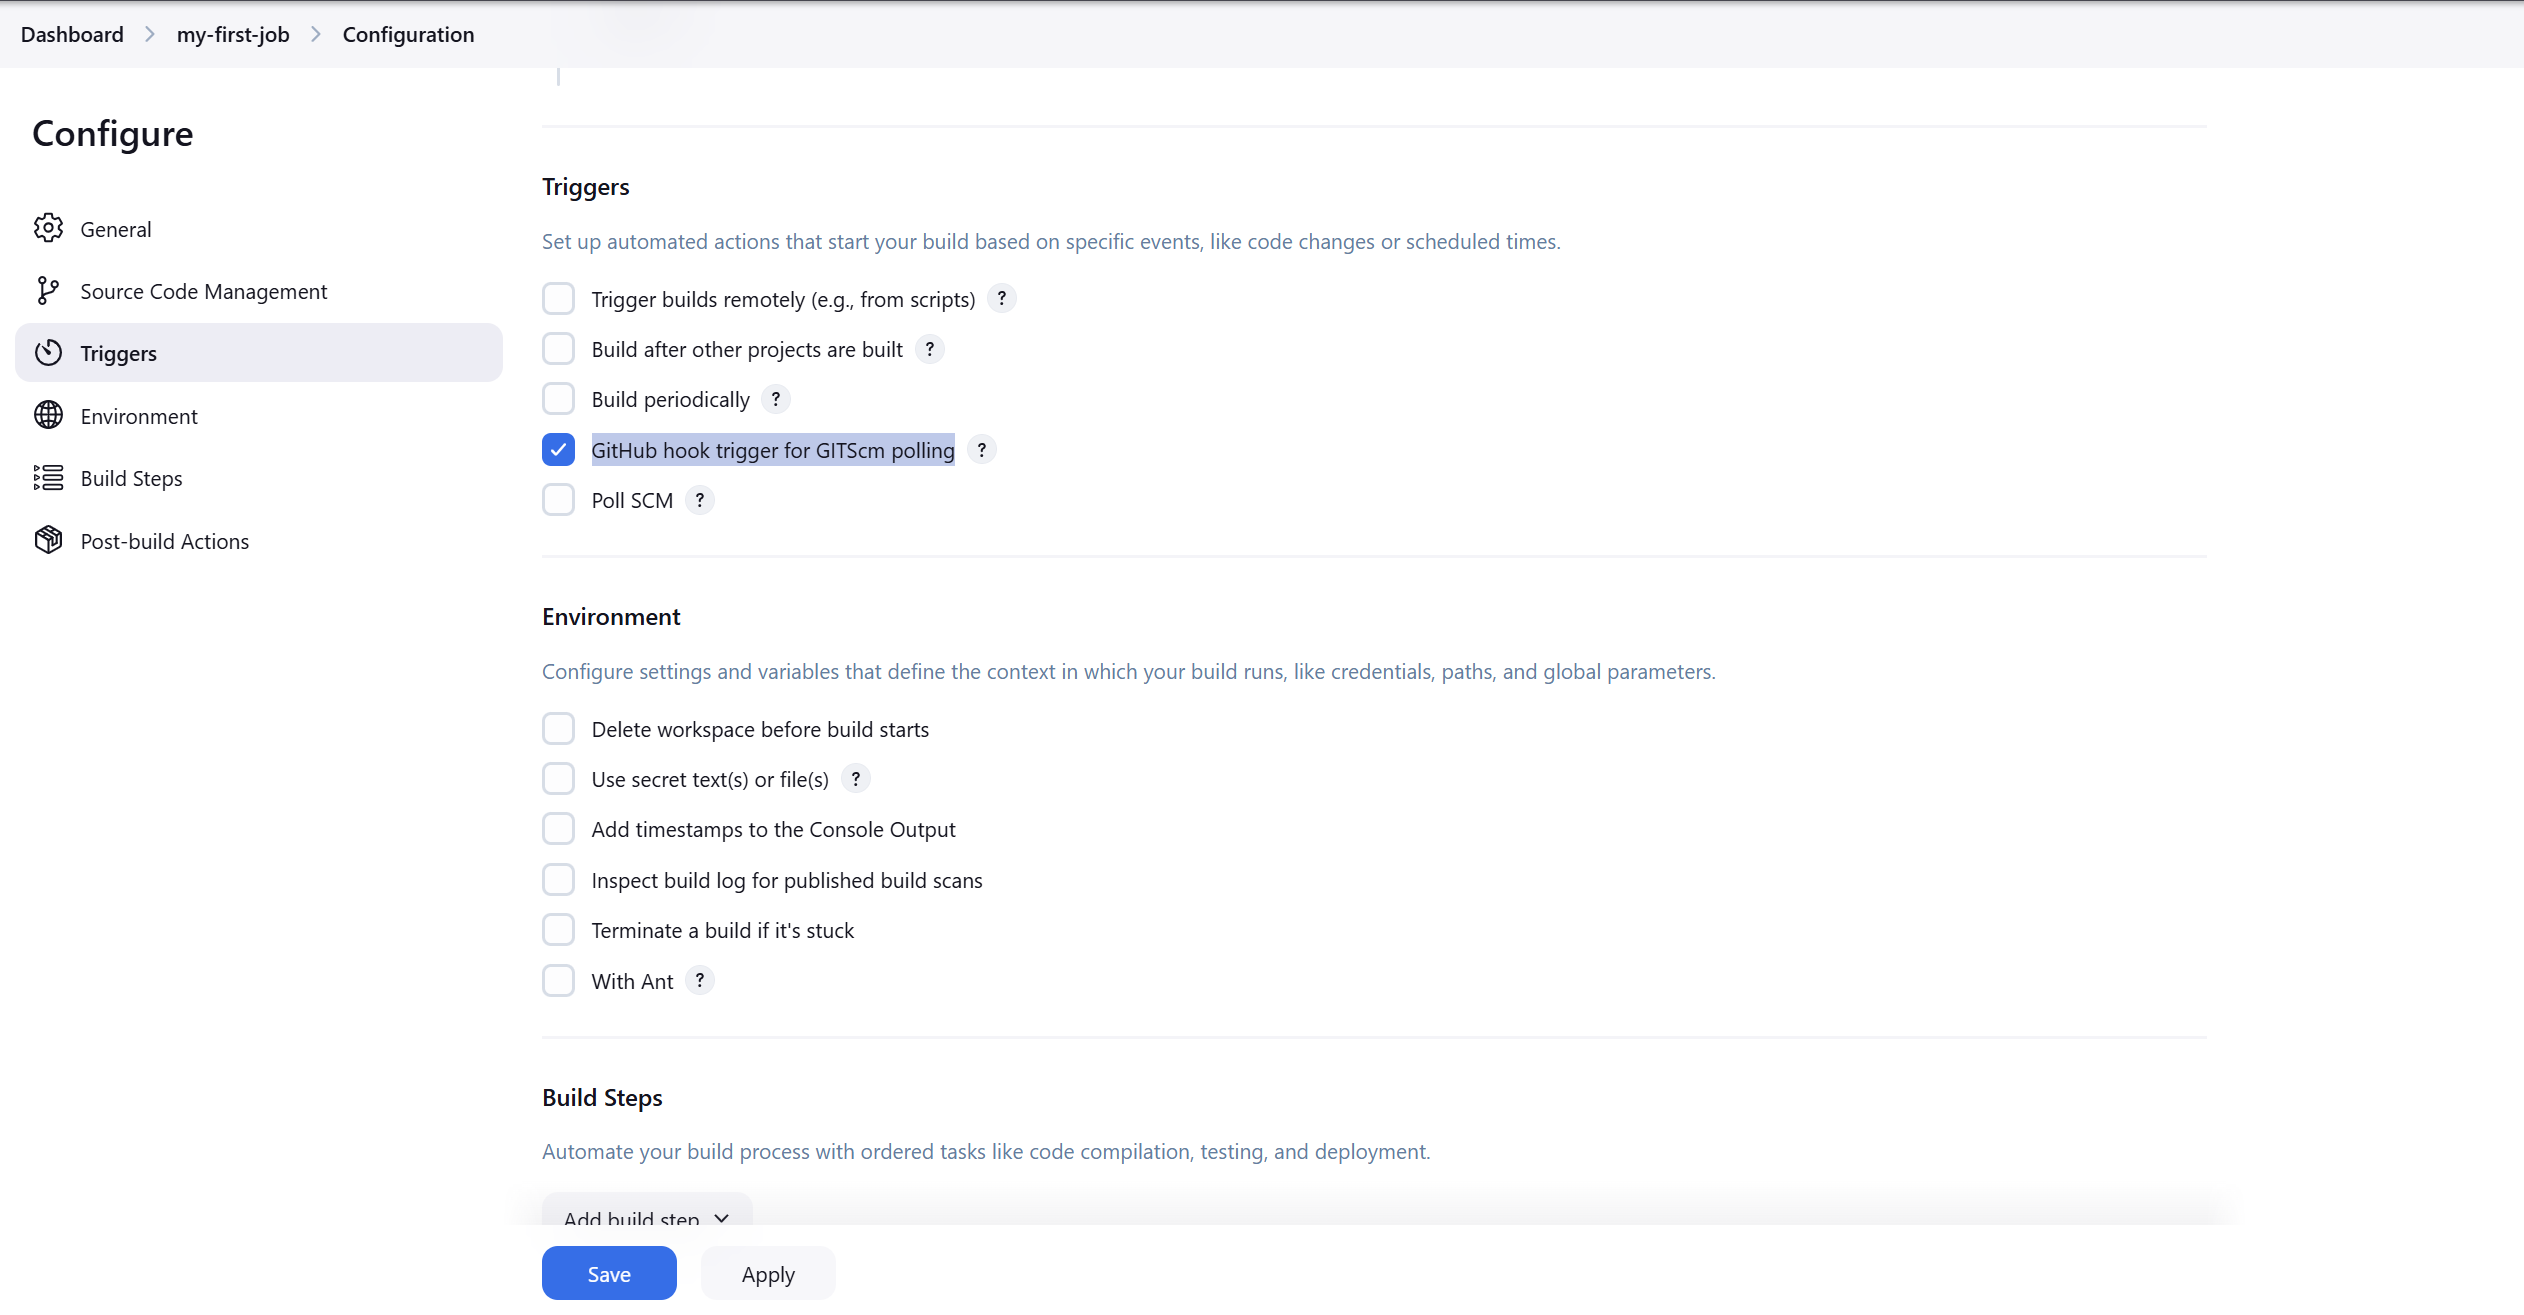 Dashboard > my-first-job > Configuration
Configure
General
Source Code Management
Triggers
Environment
Build Steps
Post-build Actions
Triggers
Set up automated actions that start your build based on specific events, like code changes or scheduled times.
Trigger builds remotely (e.g., from scripts) ?
Build after other projects are built ?
Build periodically ?
GitHub hook trigger for GITScm polling ?
Poll SCM ?
Environment
Configure settings and variables that define the context in which your build runs, like credentials, paths, and global parameters.
Delete workspace before build starts
Use secret text(s) or file(s) ?
Add timestamps to the Console Output
Inspect build log for published build scans
Terminate a build if it's stuck
With Ant ?
Build Steps
Automate your build process with ordered tasks like code compilation, testing, and deployment.
Add build step
Save Apply